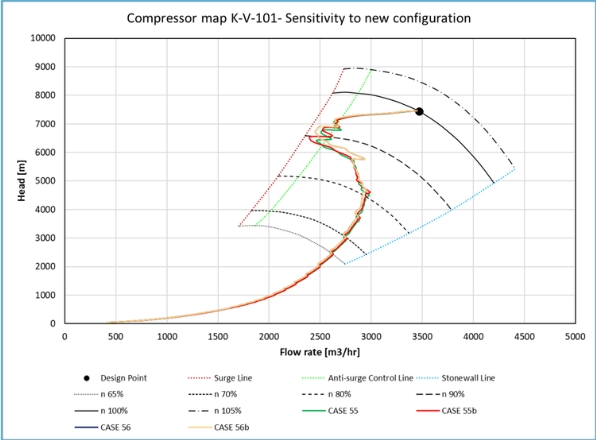 Compressor map K-V-101- Sensitivity to new configuration
10000
9000
8000
7000
6000
5000
4000
3000
2000
1000
0
Head [m]
0 500 1000 1500 2000 2500 3000 3500 4000 4500 5000
Flow rate [m3/hr]
Design Point Surge Line Anti-surge Control Line Stonewall Line
n 65% n 70% n 80% n 90%
n 100% n 105% CASE 55 CASE 55b
CASE 56 CASE 56b